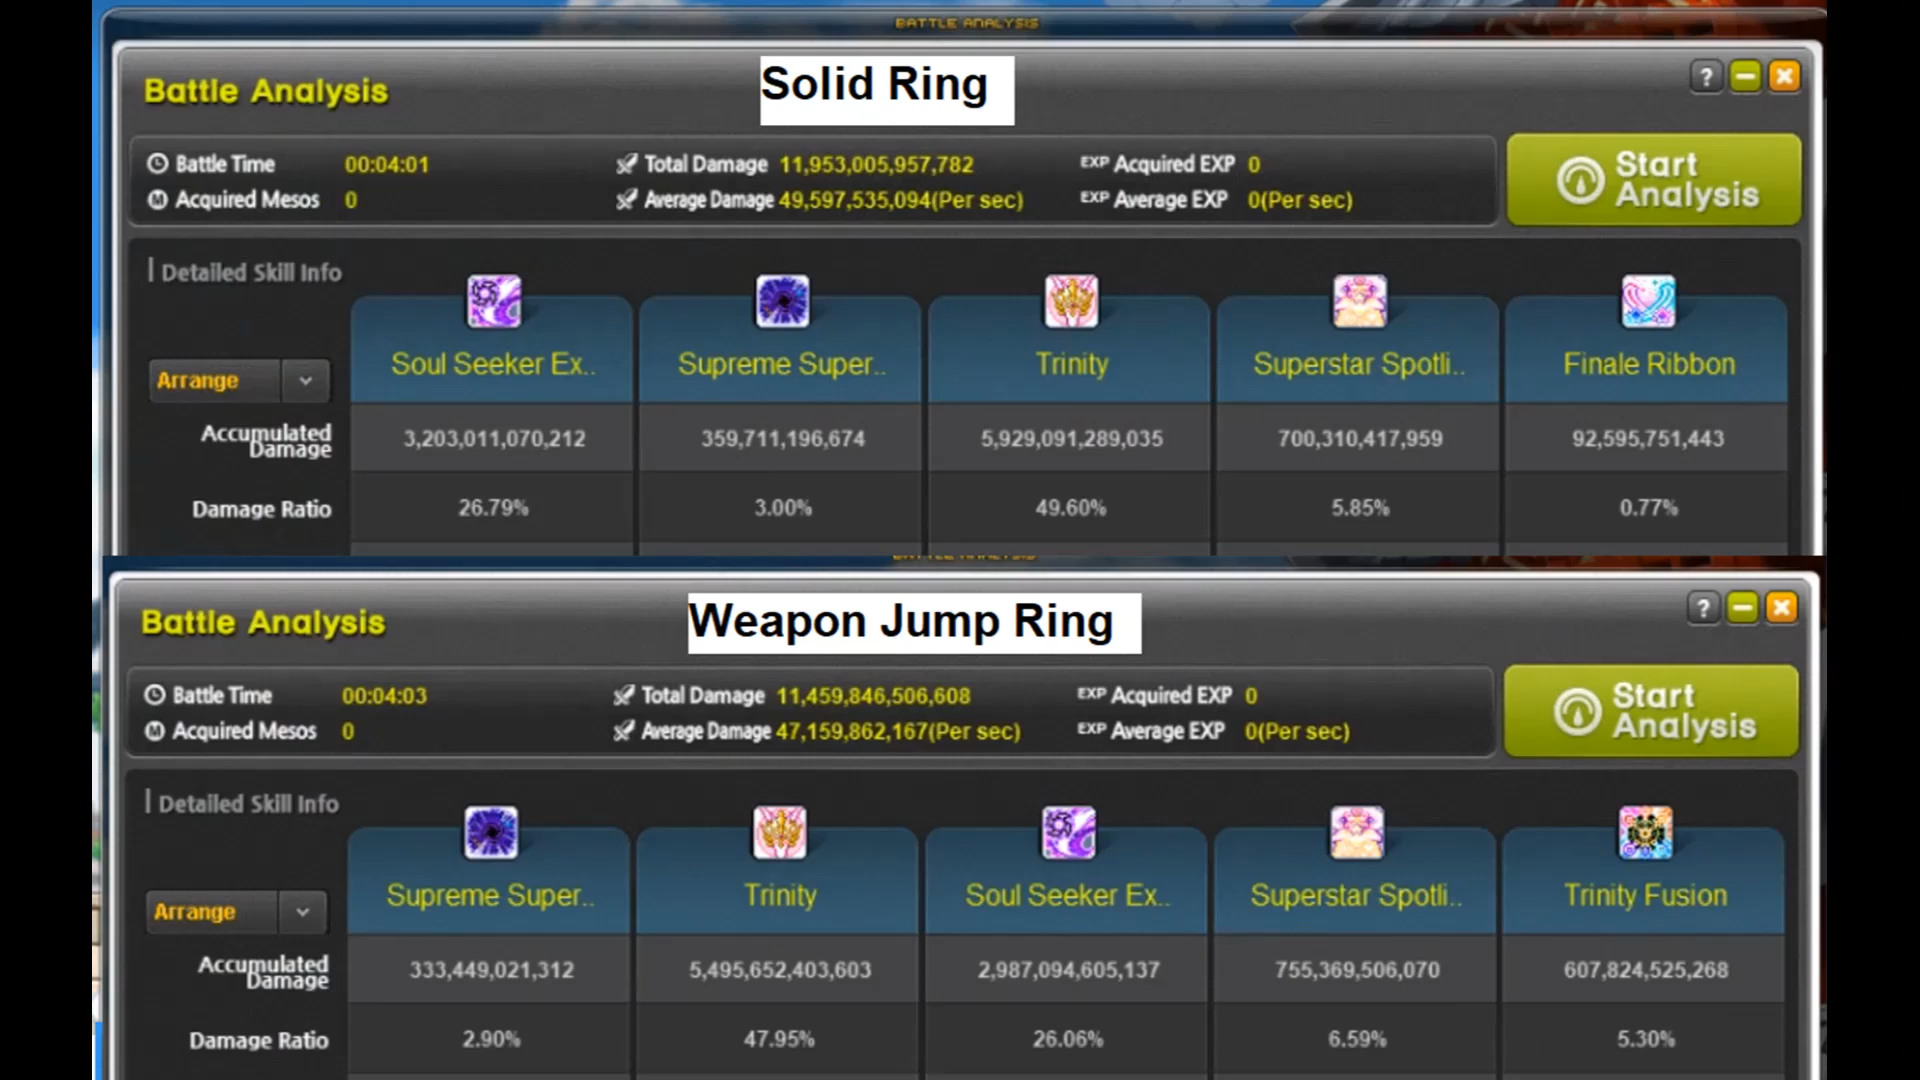 BATTLE ANALYSIS
Battle Analysis
Solid Ring
?
Battle Time 00:04:01
Total Damage 11,953,005,957,782
EXP Acquired EXP 0
M Acquired Mesos 0
Average Damage 49,597,535,094(Per sec)
EXP Average EXP 0(Per sec)
Start
Analysis
Detailed Skill Info
Arrange
Soul Seeker Ex..
Supreme Super..
Trinity
Superstar Spotli..
Finale Ribbon
Accumulated
Damage
3,203,011,070,212
359,711,196,674
5,929,091,289,035
700,310,417,959
92,595,751,443
Damage Ratio
26.79%
3.00%
49.60%
5.85%
0.77%
BATTLE ANALYSIS
Battle Analysis
Weapon Jump Ring
?
Battle Time 00:04:03
Total Damage 11,459,846,506,608
EXP Acquired EXP 0
M Acquired Mesos 0
Average Damage 47,159,862,167(Per sec)
EXP Average EXP 0(Per sec)
Start
Analysis
Detailed Skill Info
Arrange
Supreme Super..
Trinity
Soul Seeker Ex..
Superstar Spotli..
Trinity Fusion
Accumulated
Damage
333,449,021,312
5,495,652,403,603
2,987,094,605,137
755,369,506,070
607,824,525,268
Damage Ratio
2.90%
47.95%
26.06%
6.59%
5.30%